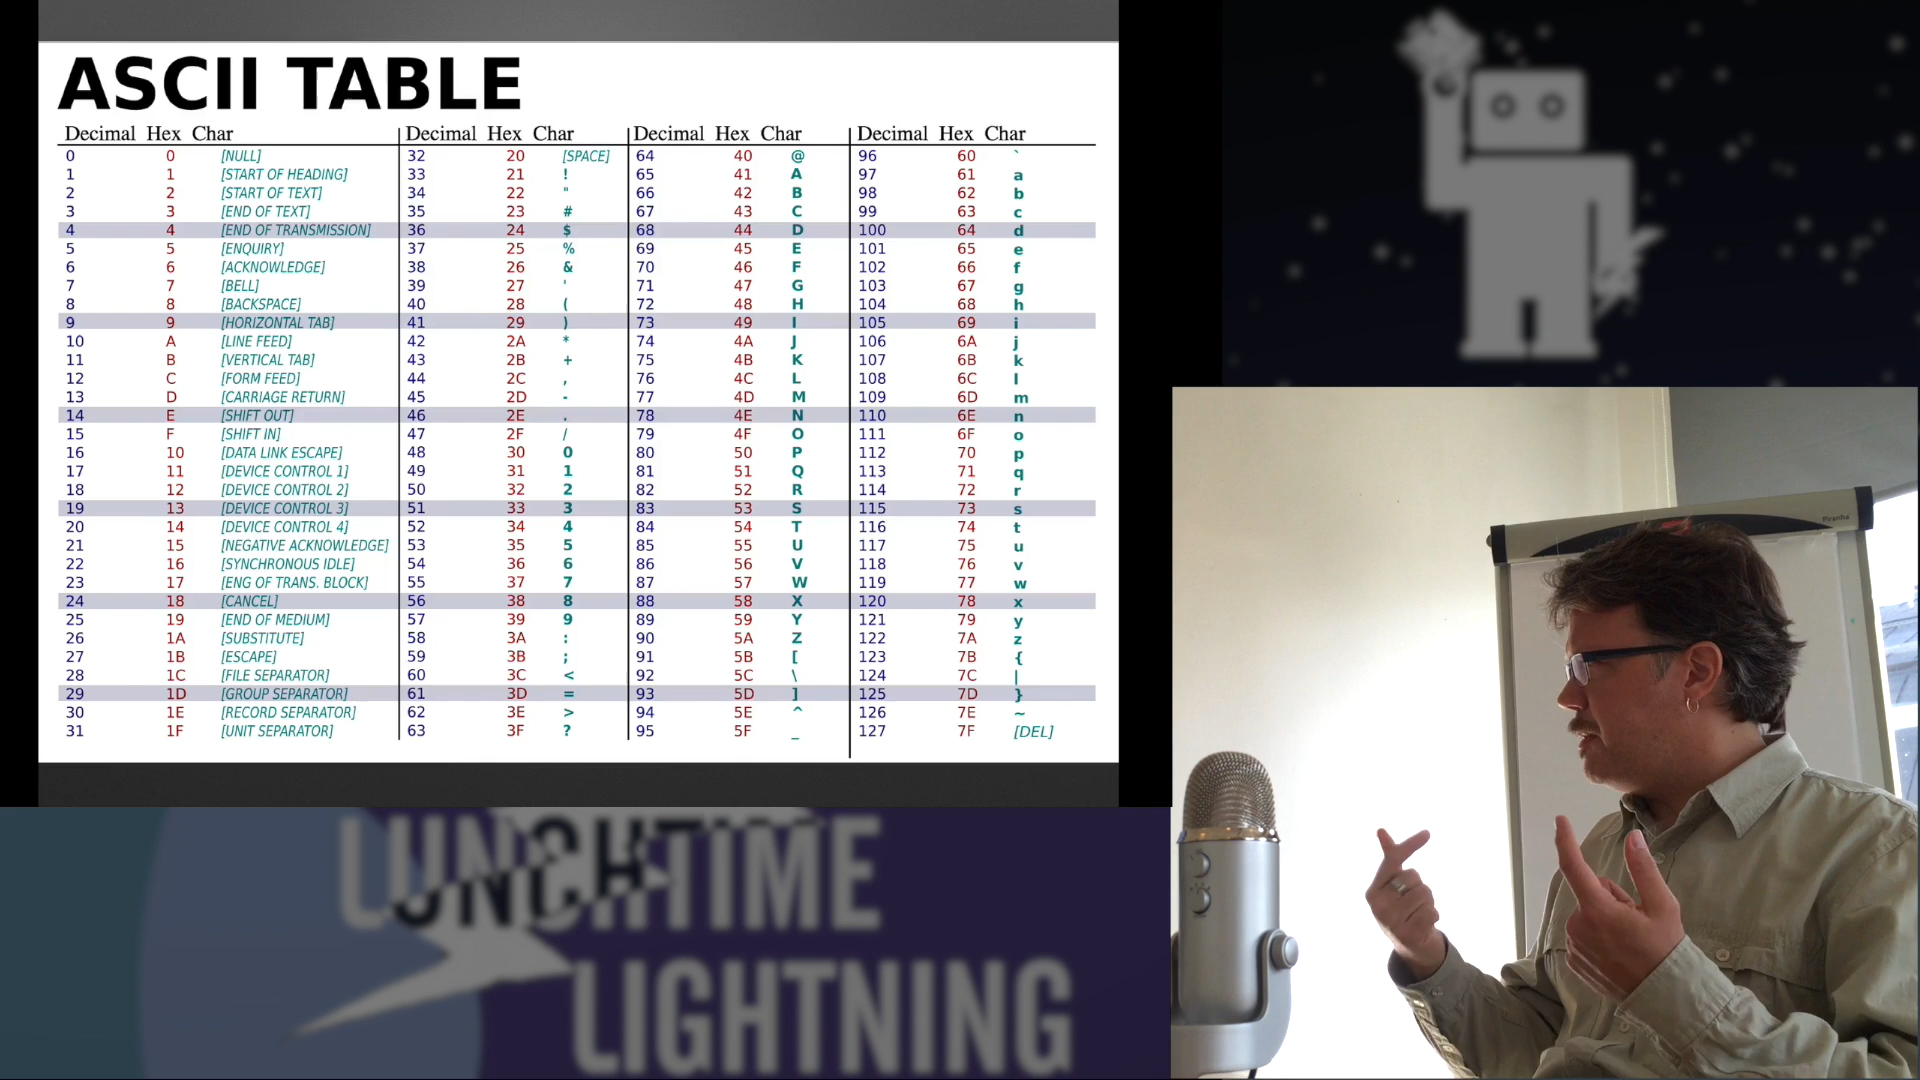 ASCII TABLE
Decimal Hex Char Decimal Hex Char Decimal Hex Char Decimal Hex Char
0 0 [NULL] 32 20 [SPACE] 64 40 @ 96 60 `
1 1 [START OF HEADING] 33 21 ! 65 41 A 97 61 a
2 2 [START OF TEXT] 34 22 " 66 42 B 98 62 b
3 3 [END OF TEXT] 35 23 # 67 43 C 99 63 c
4 4 [END OF TRANSMISSION] 36 24 $ 68 44 D 100 64 d
5 5 [ENQUIRY] 37 25 % 69 45 E 101 65 e
6 6 [ACKNOWLEDGE] 38 26 & 70 46 F 102 66 f
7 7 [BELL] 39 27 ' 71 47 G 103 67 g
8 8 [BACKSPACE] 40 28 ( 72 48 H 104 68 h
9 9 [HORIZONTAL TAB] 41 29 ) 73 49 I 105 69 i
10 A [LINE FEED] 42 2A * 74 4A J 106 6A j
11 B [VERTICAL TAB] 43 2B + 75 4B K 107 6B k
12 C [FORM FEED] 44 2C , 76 4C L 108 6C l
13 D [CARRIAGE RETURN] 45 2D - 77 4D M 109 6D m
14 E [SHIFT OUT] 46 2E . 78 4E N 110 6E n
15 F [SHIFT IN] 47 2F / 79 4F O 111 6F o
16 10 [DATA LINK ESCAPE] 48 30 0 80 50 P 112 70 p
17 11 [DEVICE CONTROL 1] 49 31 1 81 51 Q 113 71 q
18 12 [DEVICE CONTROL 2] 50 32 2 82 52 R 114 72 r
19 13 [DEVICE CONTROL 3] 51 33 3 83 53 S 115 73 s
20 14 [DEVICE CONTROL 4] 52 34 4 84 54 T 116 74 t
21 15 [NEGATIVE ACKNOWLEDGE] 53 35 5 85 55 U 117 75 u
22 16 [SYNCHRONOUS IDLE] 54 36 6 86 56 V 118 76 v
23 17 [ENG OF TRANS. BLOCK] 55 37 7 87 57 W 119 77 w
24 18 [CANCEL] 56 38 8 88 58 X 120 78 x
25 19 [END OF MEDIUM] 57 39 9 89 59 Y 121 79 y
26 1A [SUBSTITUTE] 58 3A : 90 5A Z 122 7A z
27 1B [ESCAPE] 59 3B ; 91 5B [ 123 7B {
28 1C [FILE SEPARATOR] 60 3C < 92 5C \ 124 7C |
29 1D [GROUP SEPARATOR] 61 3D = 93 5D ] 125 7D }
30 1E [RECORD SEPARATOR] 62 3E > 94 5E ^ 126 7E ~
31 1F [UNIT SEPARATOR] 63 3F ? 95 5F _ 127 7F [DEL]
Piranha
LUNCHTIME
LIGHTNING